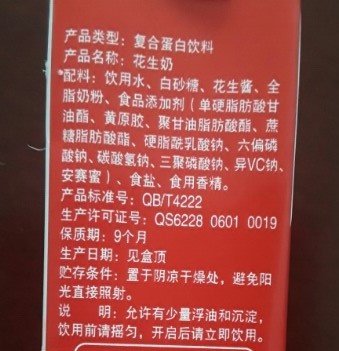 产品类型：复合蛋白饮料
产品名称：花生奶
*配料：饮用水、白砂糖、花生酱、全
脂奶粉、食品添加剂（单硬脂肪酸甘
油酯、黄原胶、聚甘油脂肪酸酯、蔗
糖脂肪酸酯、硬脂酰乳酸钠、六偏磷
酸钠、碳酸氢钠、三聚磷酸钠、异VC钠、
安赛蜜）、食盐、食用香精。
产品标准号：QB/T4222
生产许可证号：QS6228 0601 0019
保质期：9个月
生产日期：见盒顶
贮存条件：置于阴凉干燥处，避免阳
光直接照射。
说　明：允许有少量浮油和沉淀，
饮用前请摇匀，开启后请立即饮用。